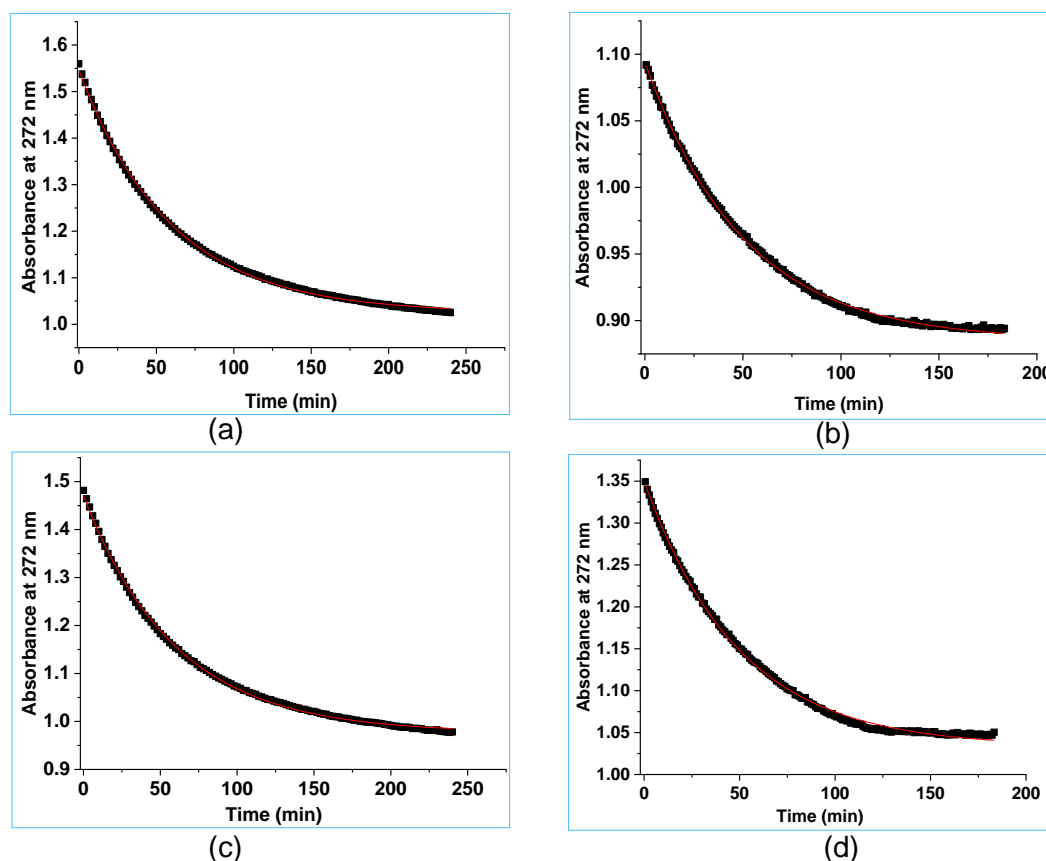 1.6
1.5
1.4
1.3
1.2
1.1
1.0
Absorbance at 272 nm
0 50 100 150 200 250
Time (min)
(a)
1.10
1.05
1.00
0.95
0.90
Absorbance at 272 nm
0 50 100 150 200
Time (min)
(b)
1.5
1.4
1.3
1.2
1.1
1.0
0.9
Absorbance at 272 nm
0 50 100 150 200 250
Time (min)
(c)
1.35
1.30
1.25
1.20
1.15
1.10
1.05
1.00
Absorbance at 272 nm
0 50 100 150 200
Time (min)
(d)